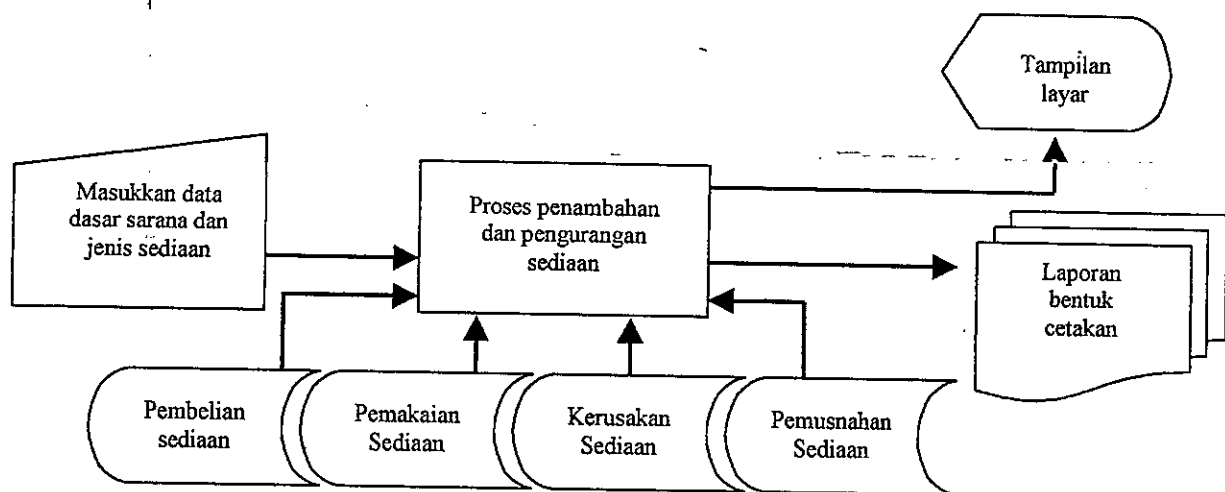 Tampilan
layar
Masukkan data
dasar sarana dan
jenis sediaan
Proses penambahan
dan pengurangan
sediaan
Laporan
bentuk
cetakan
Pembelian
sediaan
Pemakaian
Sediaan
Kerusakan
Sediaan
Pemusnahan
Sediaan